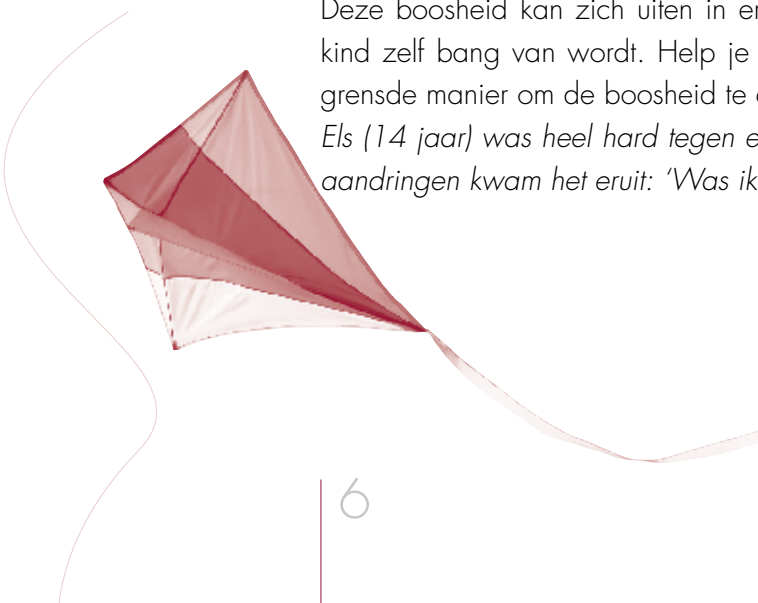 Deze boosheid kan zich uiten in
kind zelf bang van wordt. Help je
grensde manier om de boosheid te
Els (14 jaar) was heel hard tegen
aandringen kwam het eruit: ‘Was ik
6